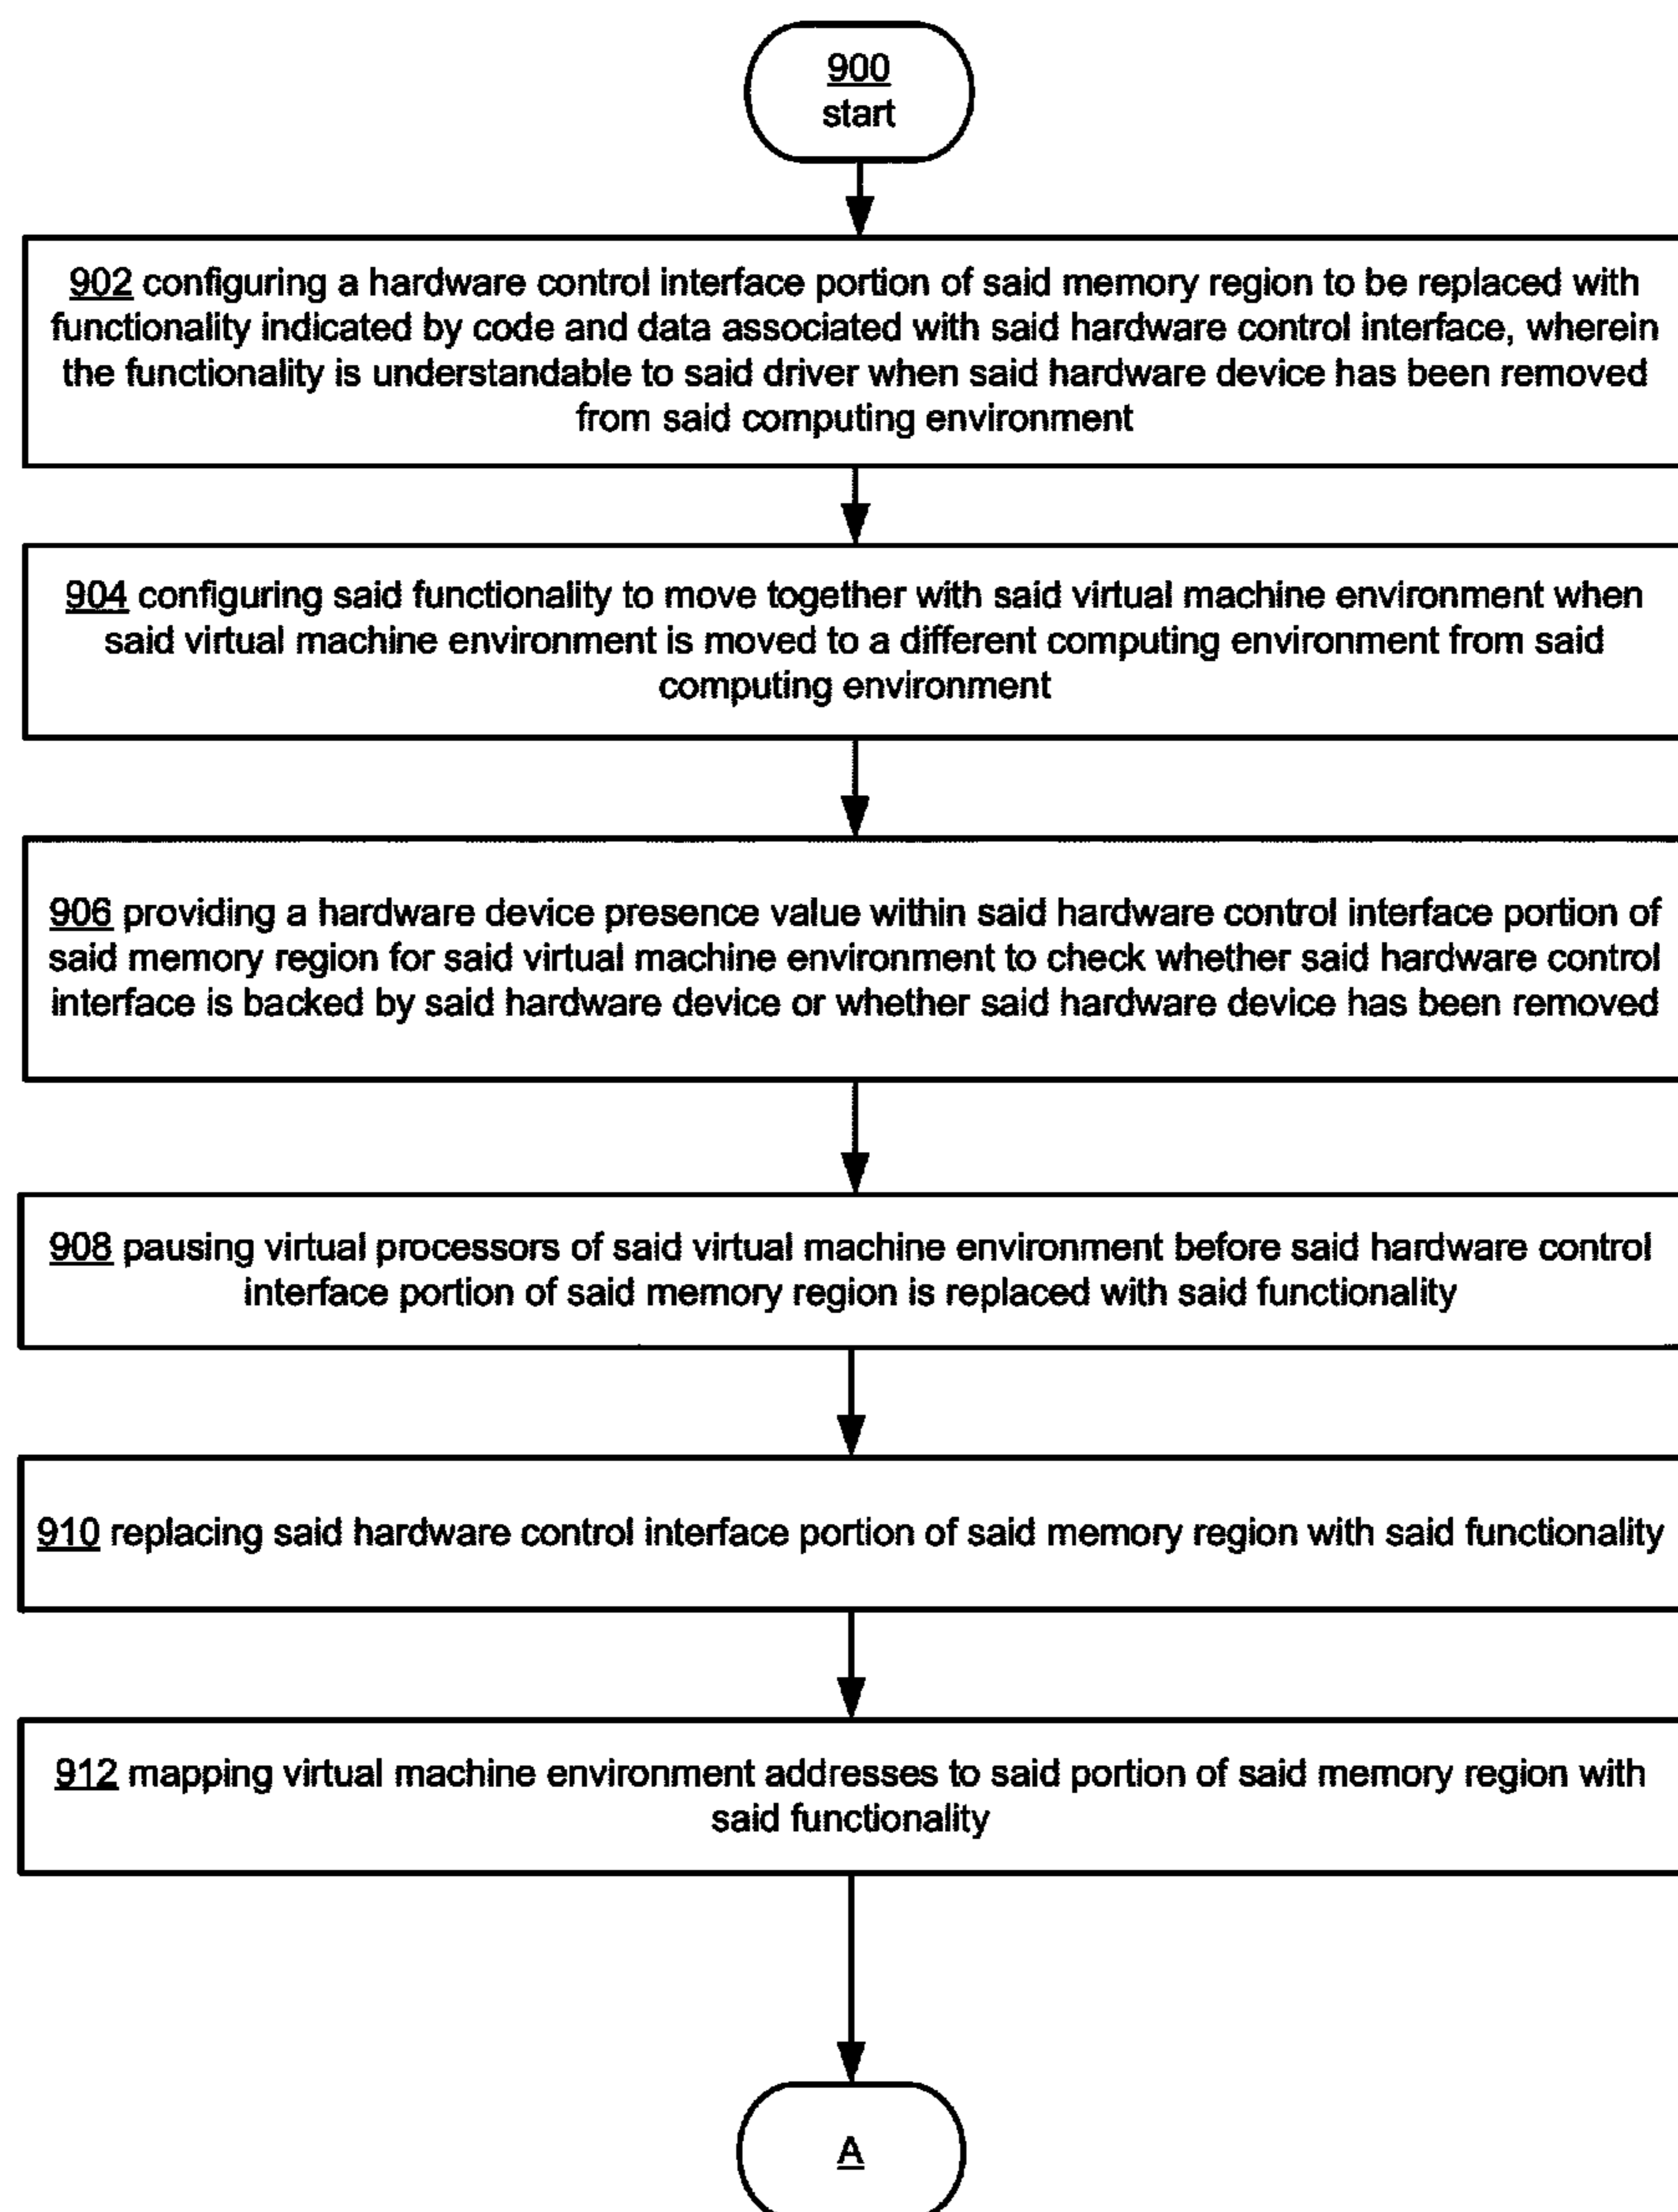 900
start
902 configuring a hardware control interface portion of said memory region to be replaced with
functionality indicated by code and data associated with said hardware control interface, wherein
the functionality is understandable to said driver when said hardware device has been removed
from said computing environment
904 configuring said functionality to move together with said virtual machine environment when
said virtual machine environment is moved to a different computing environment from said
computing environment
906 providing a hardware device presence value within said hardware control interface portion of
said memory region for said virtual machine environment to check whether said hardware control
interface is backed by said hardware device or whether said hardware device has been removed
908 pausing virtual processors of said virtual machine environment before said hardware control
interface portion of said memory region is replaced with said functionality
910 replacing said hardware control interface portion of said memory region with said functionality
912 mapping virtual machine environment addresses to said portion of said memory region with
said functionality
A